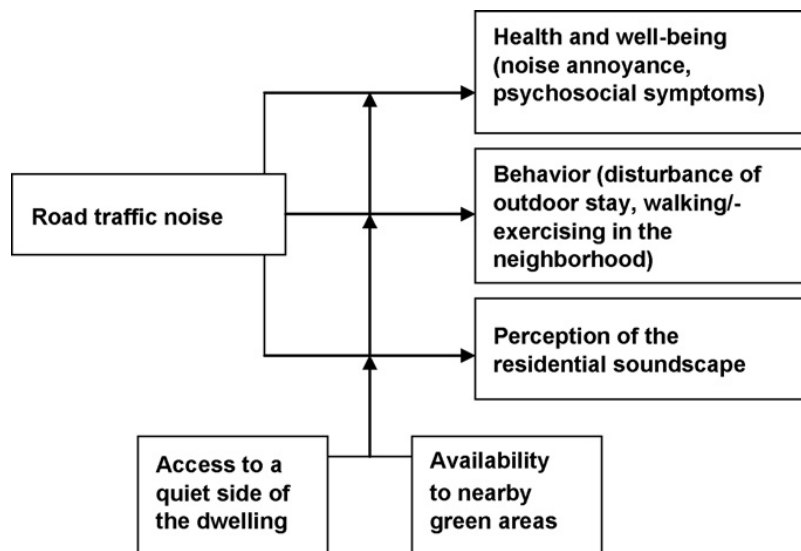 Health and well-being
(noise annoyance,
psychosocial symptoms)
Road traffic noise
Behavior (disturbance of
outdoor stay, walking/-
exercising in the
neighborhood)
Perception of the
residential soundscape
Access to a
quiet side of
the dwelling
Availability
to nearby
green areas